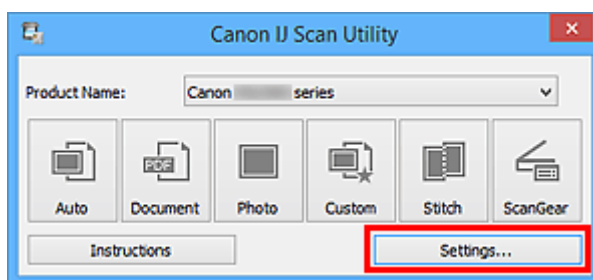 Canon IJ Scan Utility
Product Name: Canon series
Auto Document Photo Custom Stitch ScanGear
PDF
Instructions Settings...